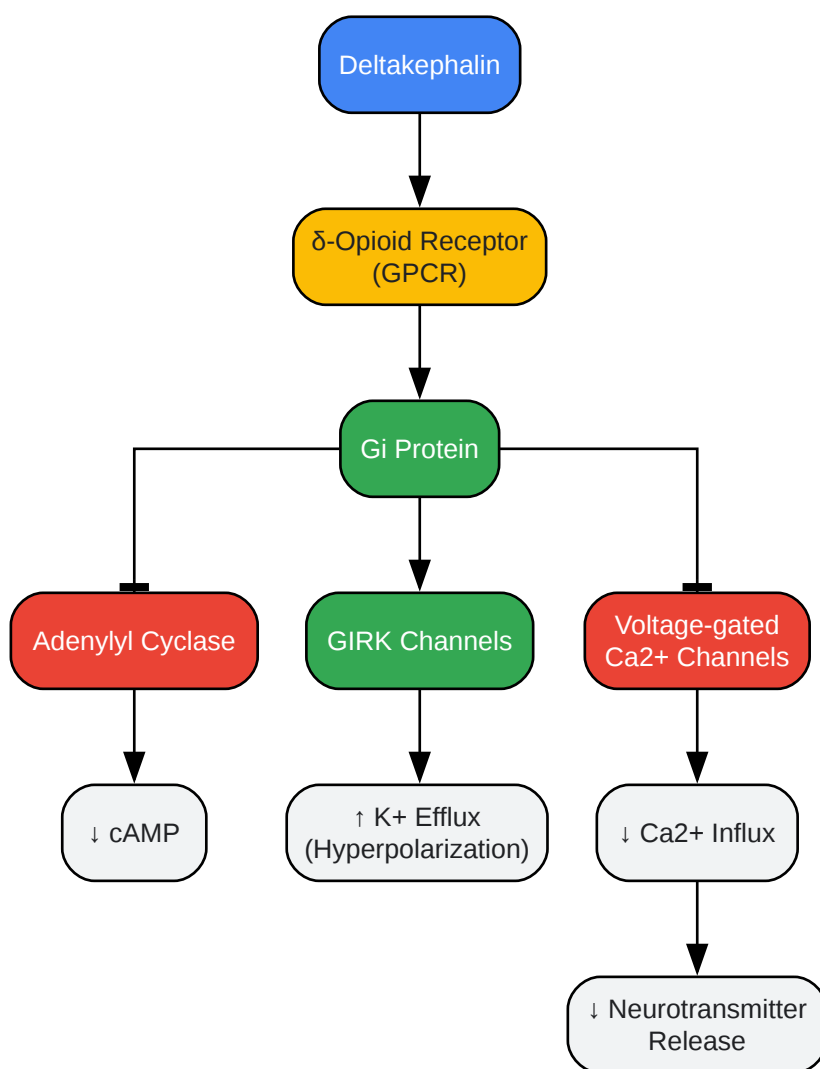 Deltakephalin
δ-Opioid Receptor
(GPCR)
Gi Protein
Adenylyl Cyclase
GIRK Channels
Voltage-gated
Ca2+ Channels
↓ cAMP
↑ K+ Efflux
(Hyperpolarization)
↓ Ca2+ Influx
↓ Neurotransmitter
Release